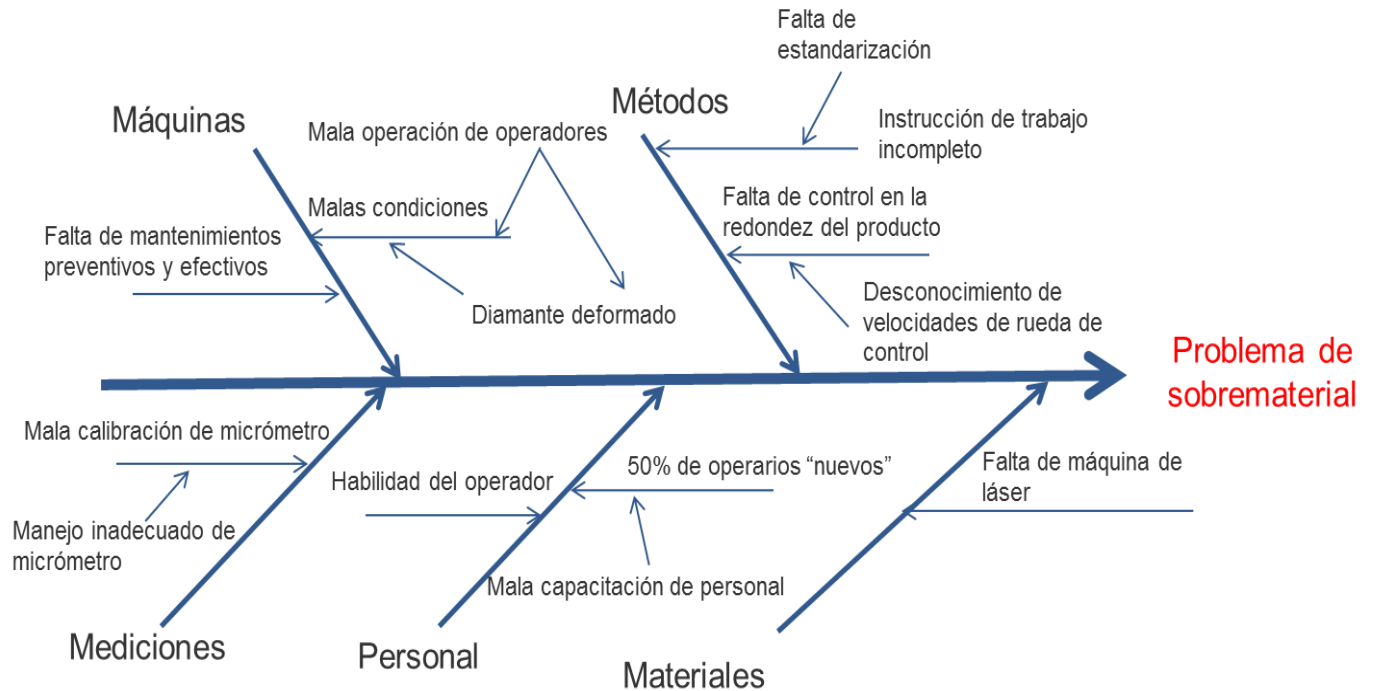 Falta de
estandarización
Métodos
Máquinas
Mala operación de operadores
Instrucción de trabajo
incompleto
Malas condiciones
Falta de control en la
redondez del producto
Falta de mantenimientos
preventivos y efectivos
Diamante deformado
Desconocimiento de
velocidades de rueda de
control
Problema de
sobrematerial
Mala calibración de micrómetro
Habilidad del operador
50% de operarios “nuevos”
Falta de máquina de
láser
Manejo inadecuado de
micrómetro
Mala capacitación de personal
Mediciones
Personal
Materiales